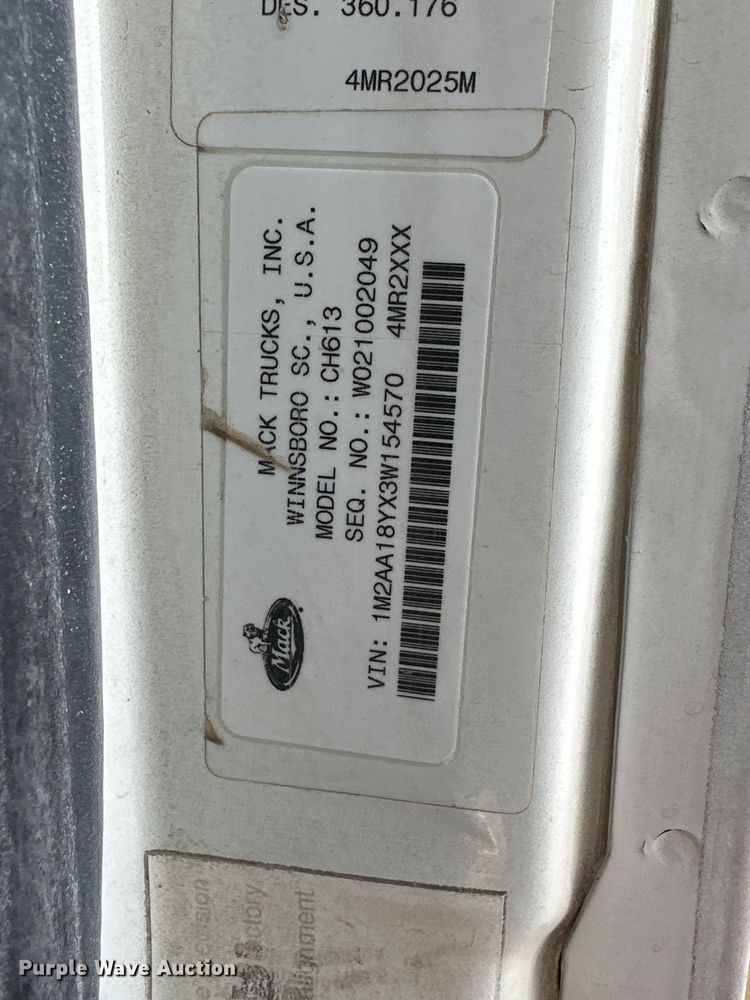 DES. 360.176
4MR2025M
MACK TRUCKS, INC.
WINNSBORO SC., U.S.A.
MODEL NO.: CH613
SEQ. NO.: W021002049
VIN: 1M2AA18YX3W154570 4MR2XXX
Mack
alignment
Purple Wave Auction